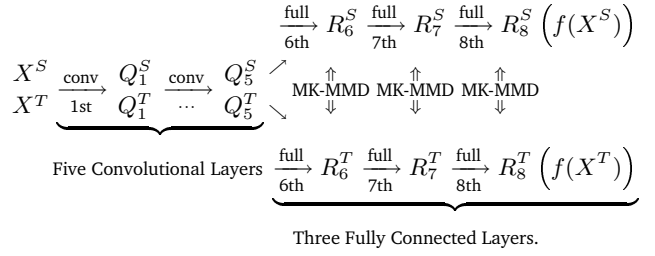 full full full
→ R_6^S → R_7^S → R_8^S (f(X^S))
6th 7th 8th
X^S conv Q_1^S conv Q_5^S ↗ ⇑ ⇑ ⇑
→ → MK-MMD MK-MMD MK-MMD
X^T 1st Q_1^T ... Q_5^T ↘ ⇓ ⇓ ⇓
Five Convolutional Layers
full full full
→ R_6^T → R_7^T → R_8^T (f(X^T))
6th 7th 8th
Three Fully Connected Layers.